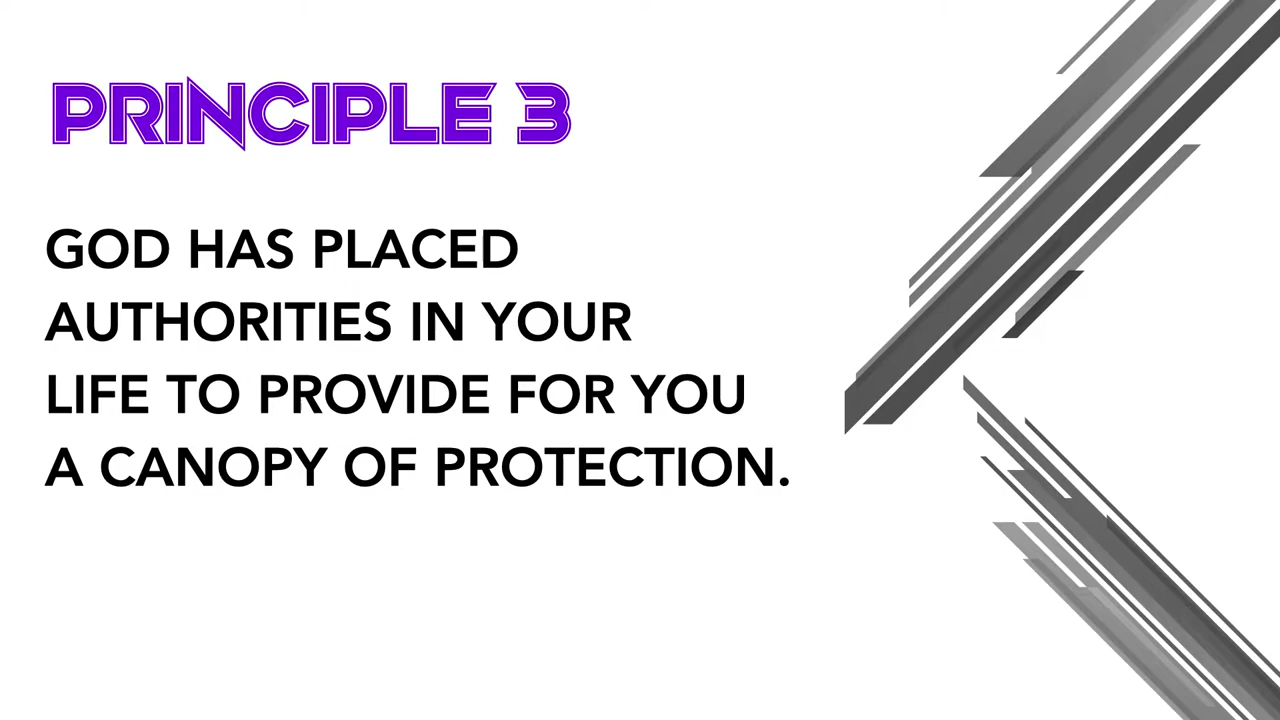 PRINCIPLE 3
GOD HAS PLACED
AUTHORITIES IN YOUR
LIFE TO PROVIDE FOR YOU
A CANOPY OF PROTECTION.